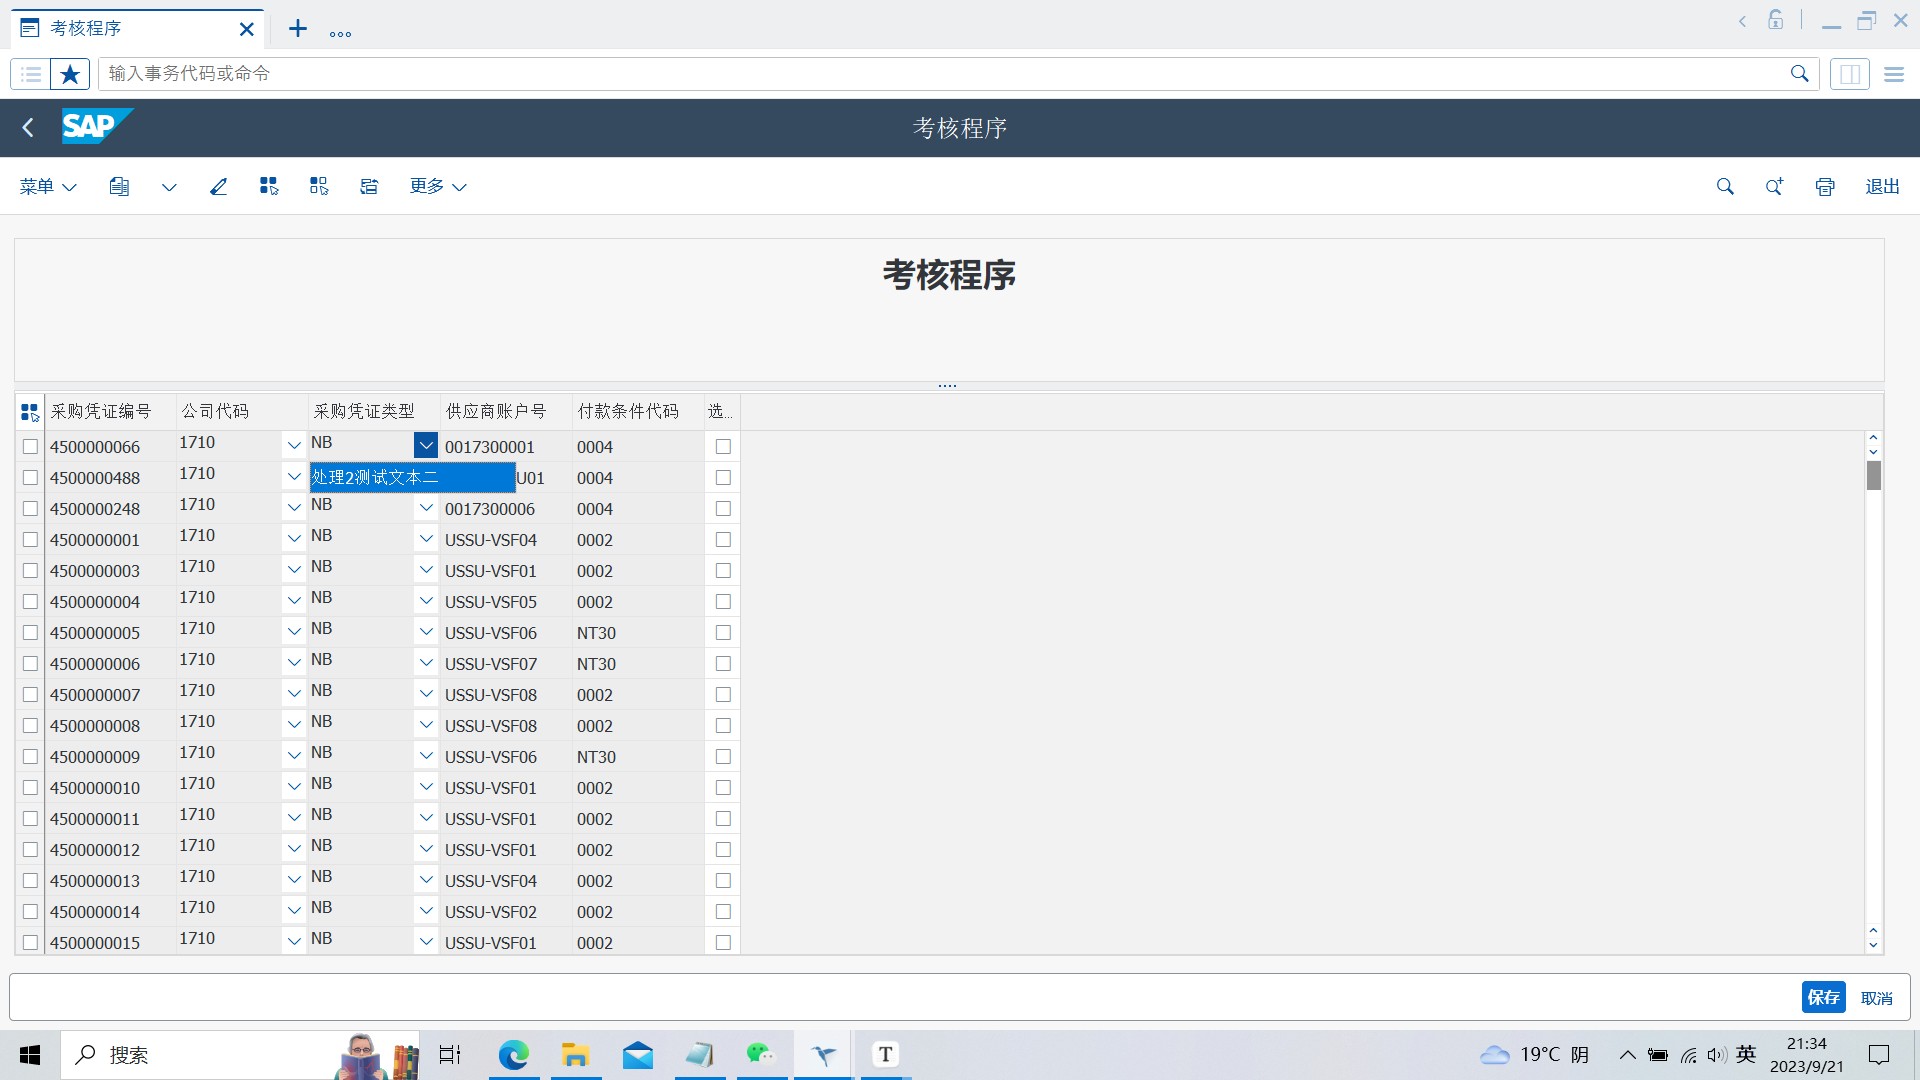 考核程序
输入事务代码或命令
SAP
考核程序
菜单
更多
退出
考核程序
采购凭证编号 公司代码 采购凭证类型 供应商账户号 付款条件代码 选...
4500000066 1710 NB 0017300001 0004
4500000488 1710 处理2测试文本二 U01 0004
4500000248 1710 NB 0017300006 0004
4500000001 1710 NB USSU-VSF04 0002
4500000003 1710 NB USSU-VSF01 0002
4500000004 1710 NB USSU-VSF05 0002
4500000005 1710 NB USSU-VSF06 NT30
4500000006 1710 NB USSU-VSF07 NT30
4500000007 1710 NB USSU-VSF08 0002
4500000008 1710 NB USSU-VSF08 0002
4500000009 1710 NB USSU-VSF06 NT30
4500000010 1710 NB USSU-VSF01 0002
4500000011 1710 NB USSU-VSF01 0002
4500000012 1710 NB USSU-VSF01 0002
4500000013 1710 NB USSU-VSF04 0002
4500000014 1710 NB USSU-VSF02 0002
4500000015 1710 NB USSU-VSF01 0002
保存 取消
搜索
T
19°C 阴
英
21:34
2023/9/21